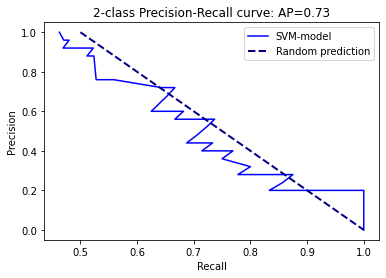 2-class Precision-Recall curve: AP=0.73
SVM-model
Random prediction
Precision
1.0
0.8
0.6
0.4
0.2
0.0
0.5 0.6 0.7 0.8 0.9 1.0
Recall